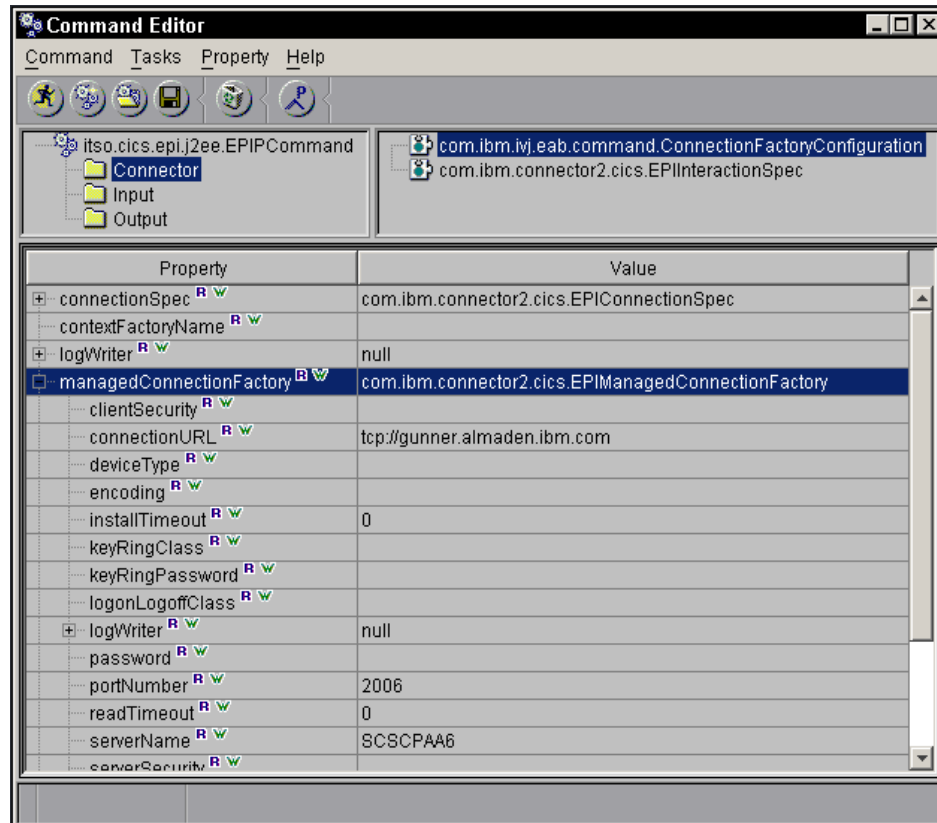 Command Editor
Command Tasks Property Help
itso.cics.epi.j2ee.EPIPCommand
Connector
Input
Output
com.ibm.ivj.eab.command.ConnectionFactoryConfiguration
com.ibm.connector2.cics.EPIInteractionSpec
Property Value
connectionSpec R W com.ibm.connector2.cics.EPIConnectionSpec
contextFactoryName R W
logWriter R W null
managedConnectionFactory R W com.ibm.connector2.cics.EPIManagedConnectionFactory
clientSecurity R W
connectionURL R W tcp://gunner.almaden.ibm.com
deviceType R W
encoding R W
installTimeout R W 0
keyRingClass R W
keyRingPassword R W
logonLogoffClass R W
logWriter R W null
password R W
portNumber R W 2006
readTimeout R W 0
serverName R W SCSCPAA6
serverSecurity R W